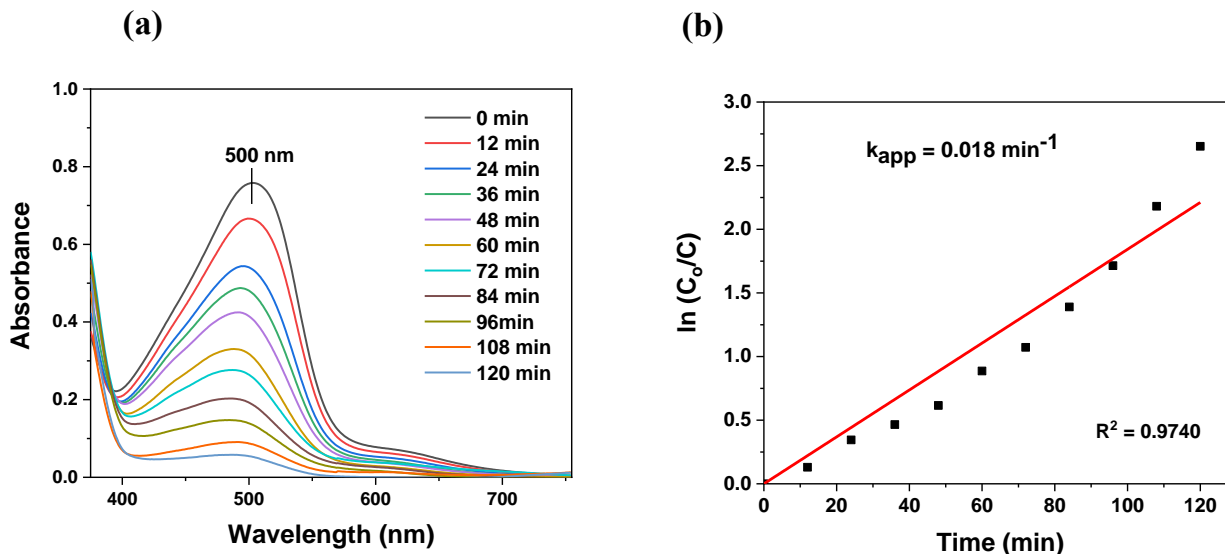 (a)
1.0
0.8
0.6
0.4
0.2
0.0
Absorbance
400
500
600
700
Wavelength (nm)
500 nm
0 min
12 min
24 min
36 min
48 min
60 min
72 min
84 min
96min
108 min
120 min
(b)
3.0
2.5
2.0
1.5
1.0
0.5
0.0
ln (Co/C)
0
20
40
60
80
100
120
Time (min)
kapp = 0.018 min-1
R2 = 0.9740